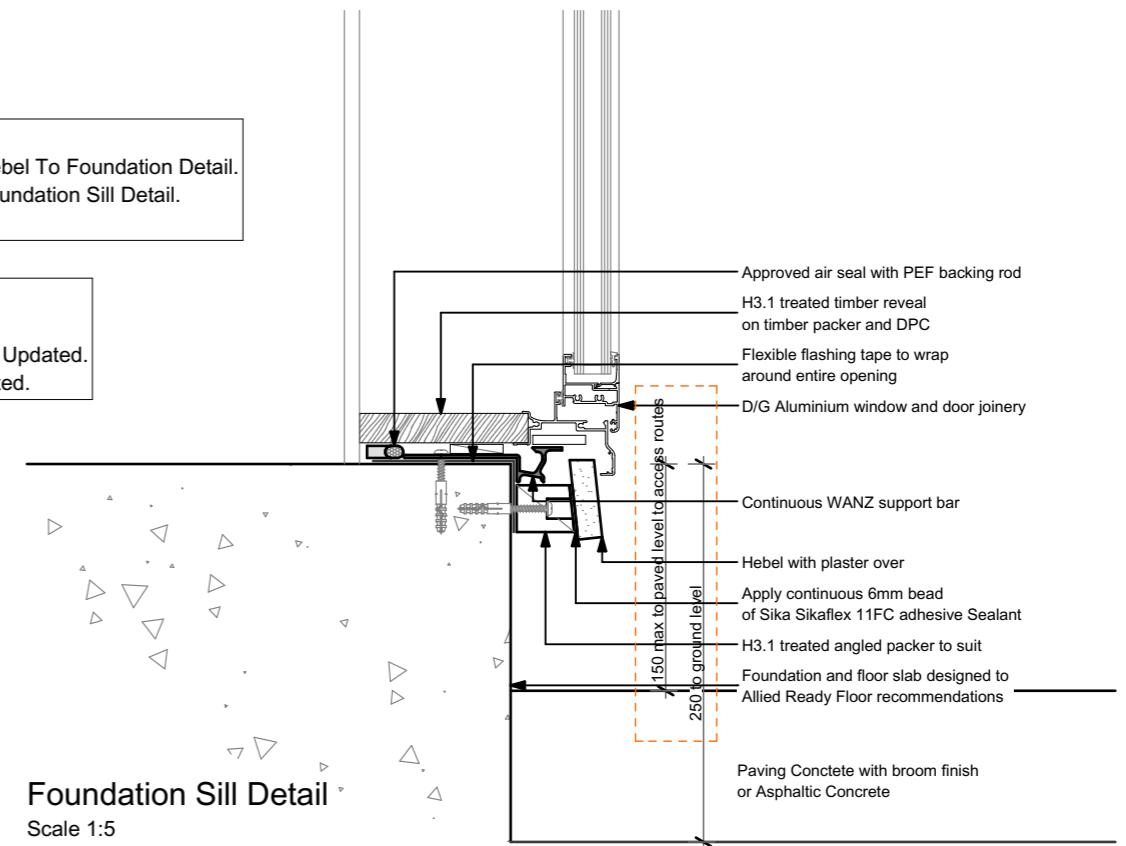 ebel To Foundation Detail.
undation Sill Detail.
Updated.
ted.
Approved air seal with PEF backing rod
H3.1 treated timber reveal
on timber packer and DPC
Flexible flashing tape to wrap
around entire opening
D/G Aluminium window and door joinery
Continuous WANZ support bar
Hebel with plaster over
Apply continuous 6mm bead
of Sika Sikaflex 11FC adhesive Sealant
H3.1 treated angled packer to suit
Foundation and floor slab designed to
Allied Ready Floor recommendations
150 max to paved level to access routes
250 to ground level
Paving Conctete with broom finish
or Asphaltic Concrete
Foundation Sill Detail
Scale 1:5